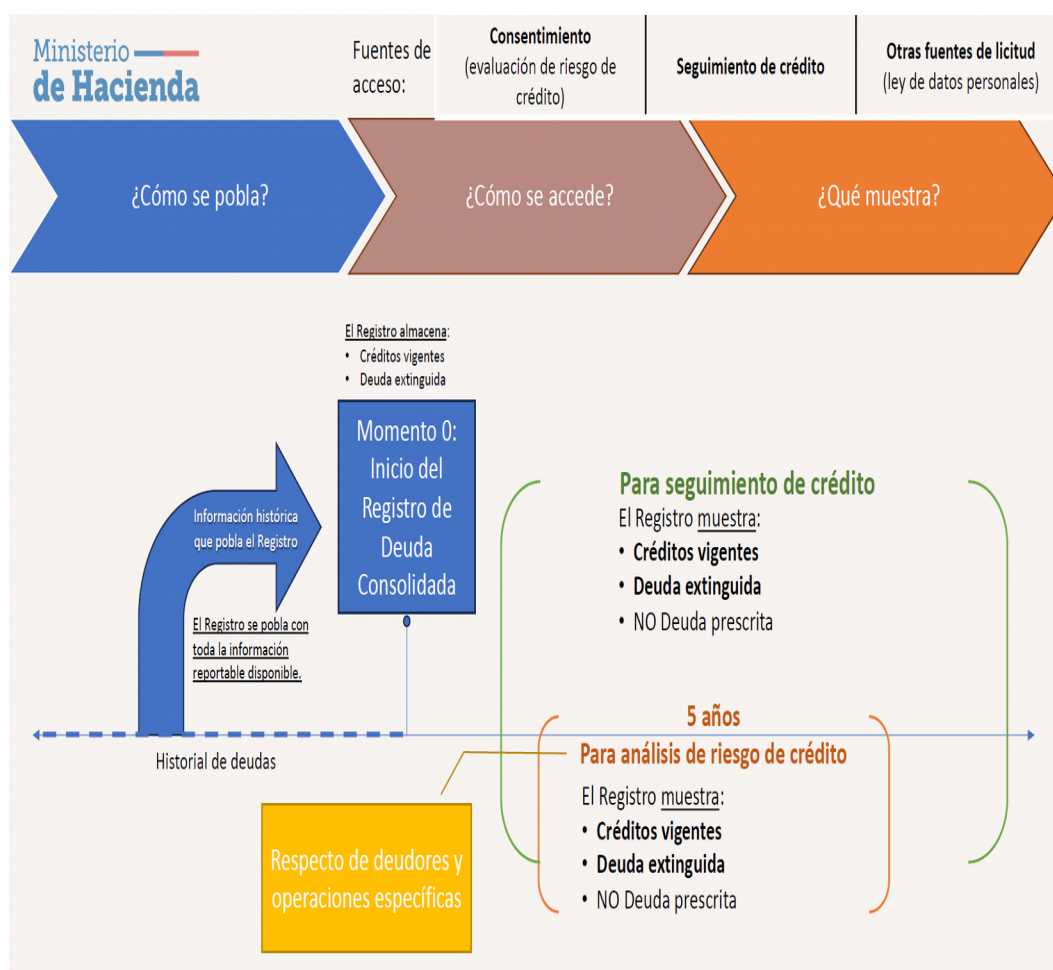 Ministerio
de Hacienda
Fuentes de
acceso:
Consentimiento
(evaluación de riesgo de
crédito)
Seguimiento de crédito
Otras fuentes de licitud
(ley de datos personales)
¿Cómo se pobla?
¿Cómo se accede?
¿Qué muestra?
El Registro almacena:
• Créditos vigentes
• Deuda extinguida
Momento 0:
Inicio del
Registro de
Deuda
Consolidada
Información histórica
que pobla el Registro
El Registro se pobla con
toda la información
reportable disponible.
Historial de deudas
Para seguimiento de crédito
El Registro muestra:
• Créditos vigentes
• Deuda extinguida
• NO Deuda prescrita
5 años
Para análisis de riesgo de crédito
El Registro muestra:
• Créditos vigentes
• Deuda extinguida
• NO Deuda prescrita
Respecto de deudores y
operaciones específicas